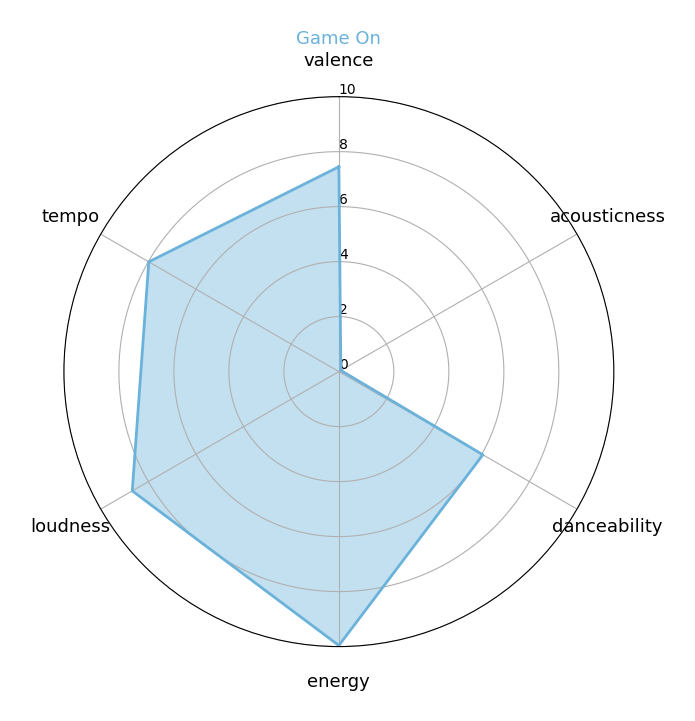 Game On
valence
10
8
tempo
acousticness
6
4
2
0
loudness
danceability
energy